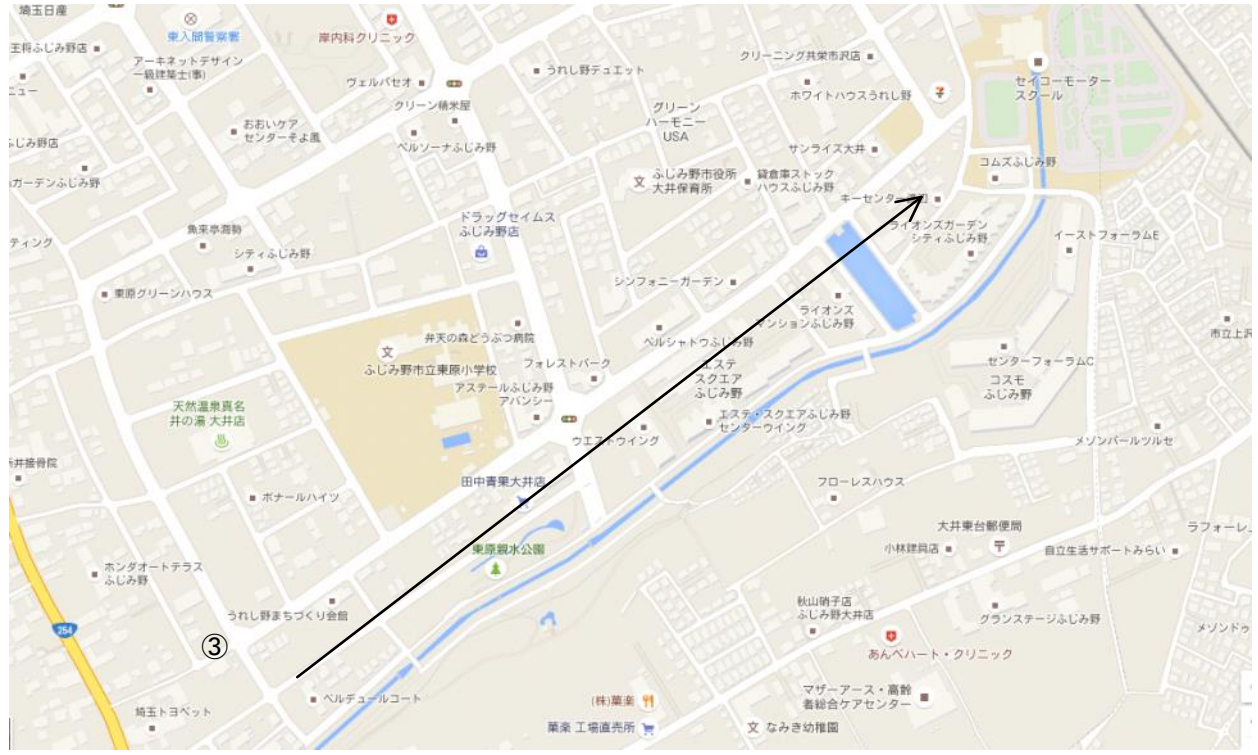 埼玉日産
東入間警察署
岸内科クリニック
王将ふじみ野店
アーキネットデザイン
一級建築士(事)
ニュー
ヴェルパセオ
うれし野デュエット
クリーニング共栄市沢店
セイコーモーター
スクール
ホワイトハウスうれし野
クリーン精米屋
グリーン
ハーモニー
USA
おおいケア
センターそよ風
ベルソーナふじみ野
じみ野店
サンライズ大井
コムズふじみ野
ガーデンふじみ野
ふじみ野市役所
大井保育所
貸倉庫ストック
ハウスふじみ野
キーセンター
ドラッグセイムス
ふじみ野店
ライオンズガーデン
シティふじみ野
イーストフォーラムE
ティング
シティふじみ野
東原グリーンハウス
シンフォニーガーデン
ライオンズ
マンションふじみ野
市立上沢
弁天の森どうぶつ病院
ベルシャトウふじみ野
ふじみ野市立東原小学校
フォレストパーク
エステ
スクエア
ふじみ野
センターフォーラムC
コスモ
ふじみ野
アステールふじみ野
アバンシー
天然温泉真名
井の湯 大井店
エステ・スクエアふじみ野
センターウイング
ウエストウイング
メゾンパールツルセ
井接骨院
田中青果大井店
フローレスハウス
ボナールハイツ
大井東台郵便局
ラフォーレ
東原親水公園
小林建具店
自立生活サポートみらい
ホンダオートテラス
ふじみ野
うれし野まちづくり会館
秋山硝子店
ふじみ野大井店
グランステージふじみ野
254
③
あんべハート・クリニック
メゾンドゥ
ベルデュールコート
(株)菓楽
マザーアース・高齢
者総合ケアセンター
埼玉トヨペット
菓楽 工場直売所
なみき幼稚園